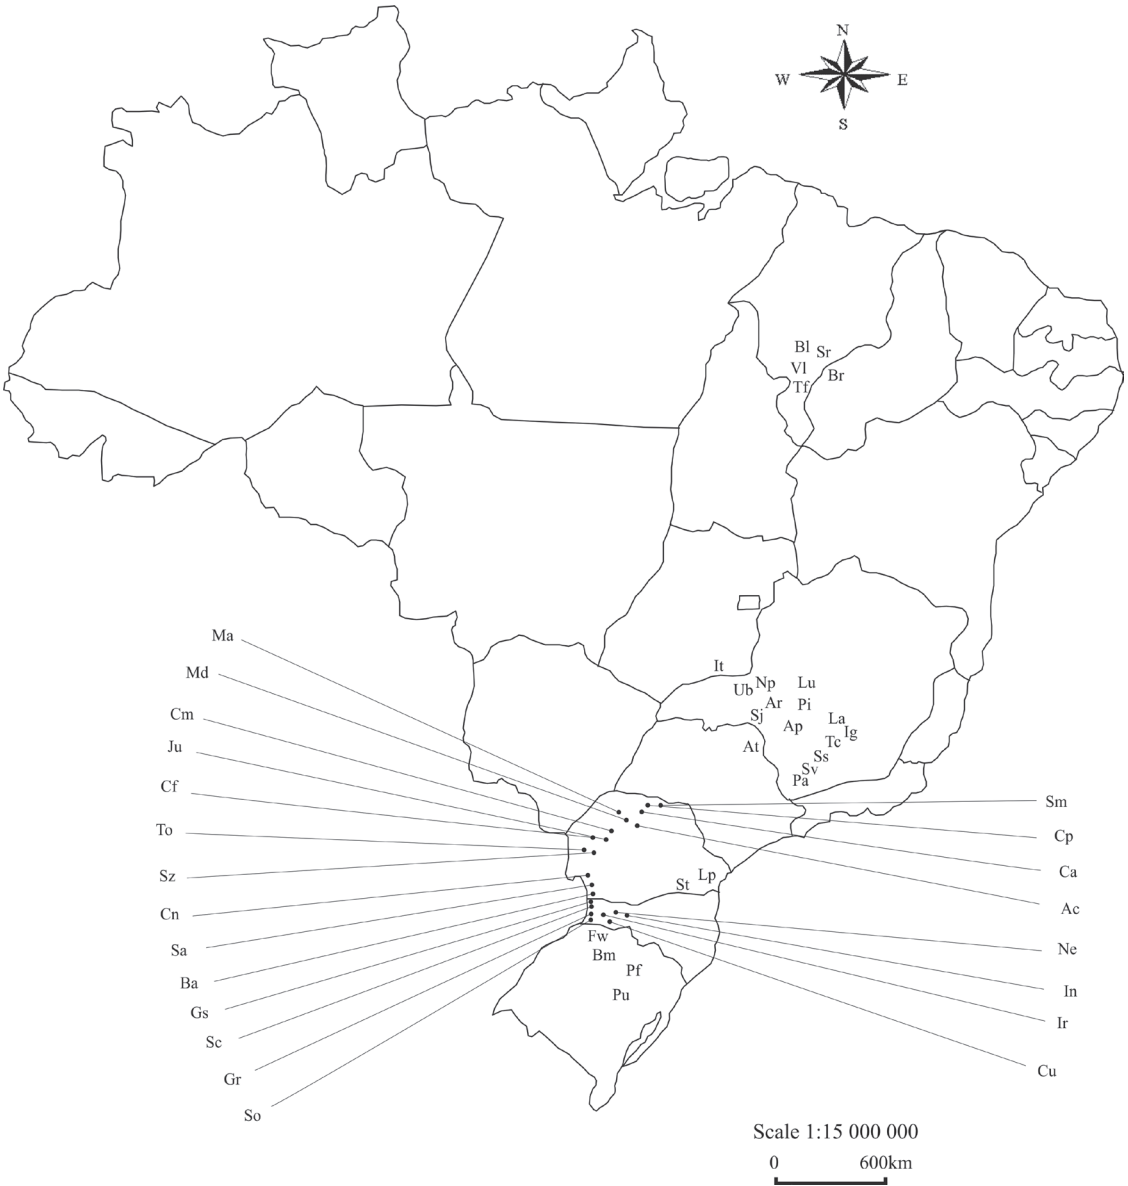 N
W E
S
Bl Sr
Vl Br
Tf
Ma
It
Md
Ub Np Lu
Ar Pi
Cm
Sj Ap La
Ig
Ju
At Tc
Ss
Sv
Cf
Pa
Sm
To
Cp
Sz
Lp Ca
St
Cn
Ac
Sa
Fw
Ne
Bm
Ba
Pf
In
Gs
Pu
Ir
Sc
Cu
Gr
So
Scale 1:15 000 000
0 600km